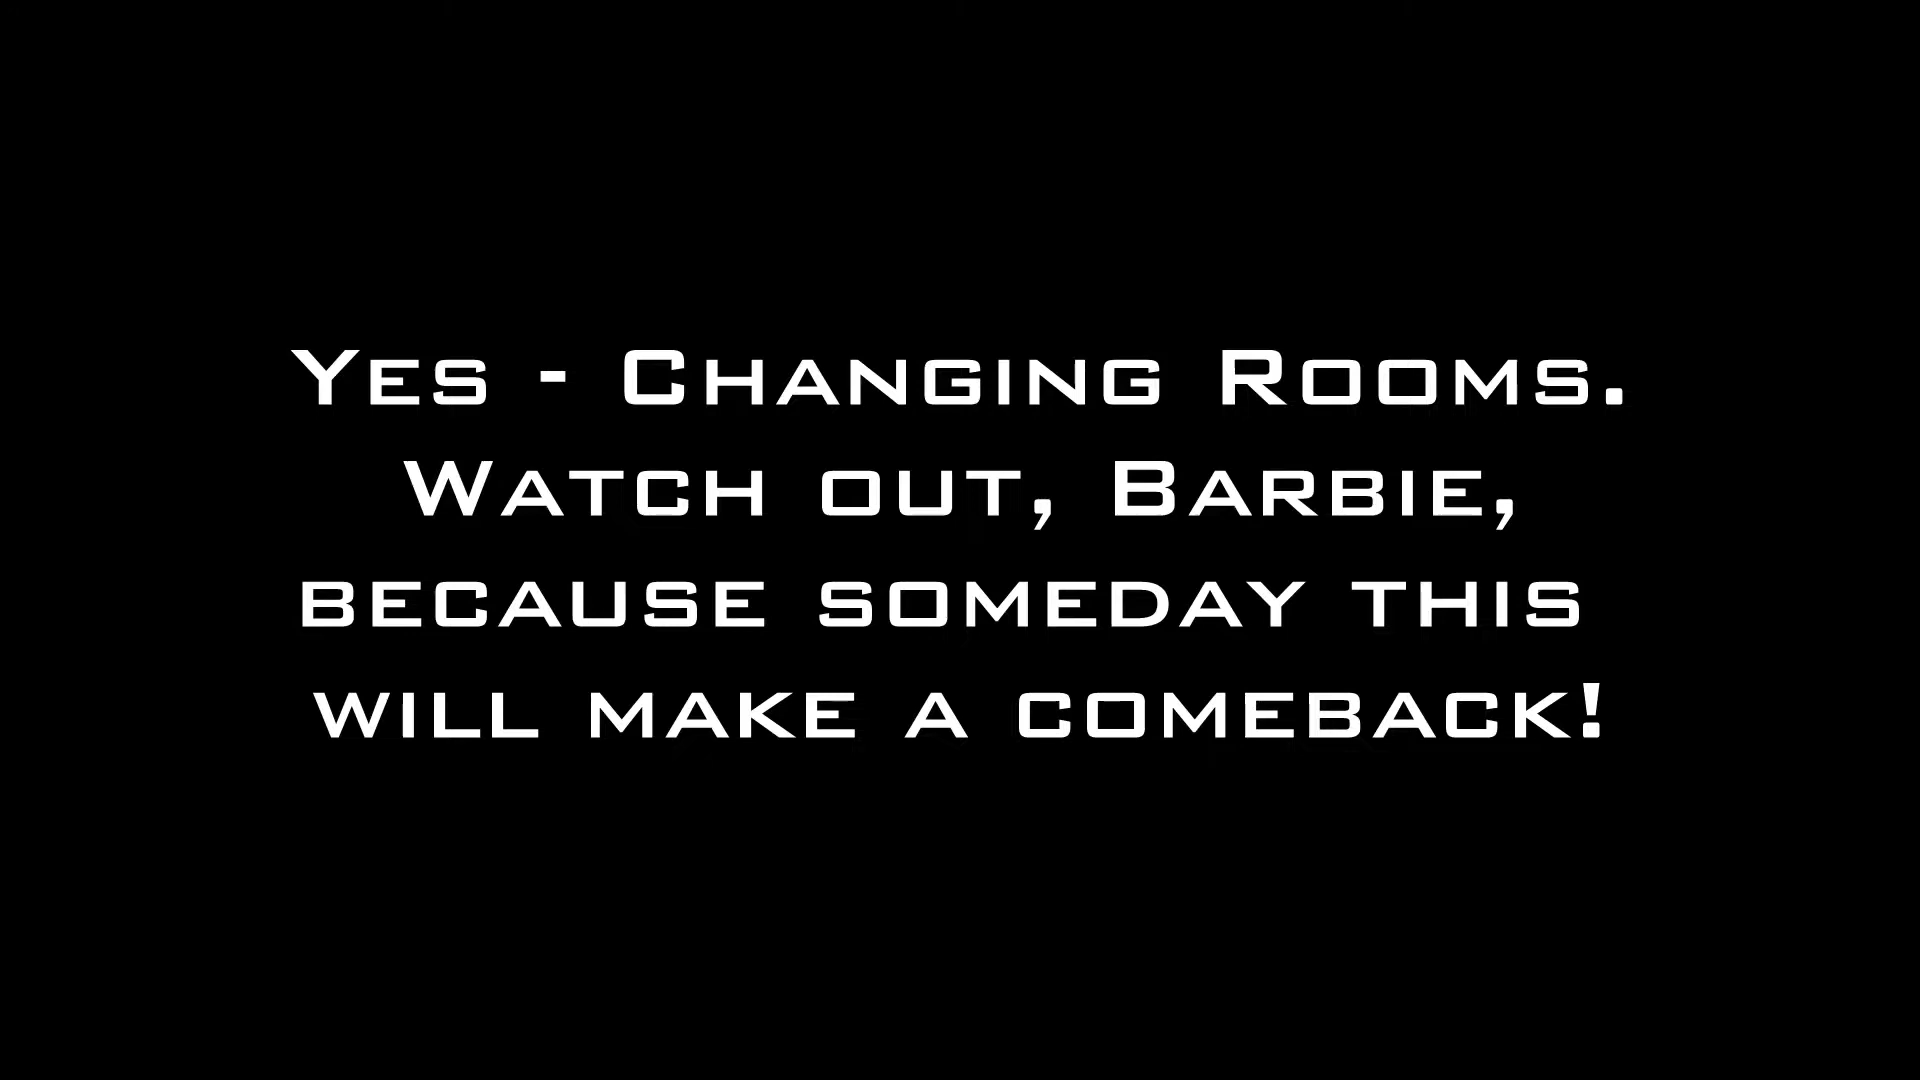 Yes - Changing Rooms.
Watch out, Barbie,
because someday this
will make a comeback!